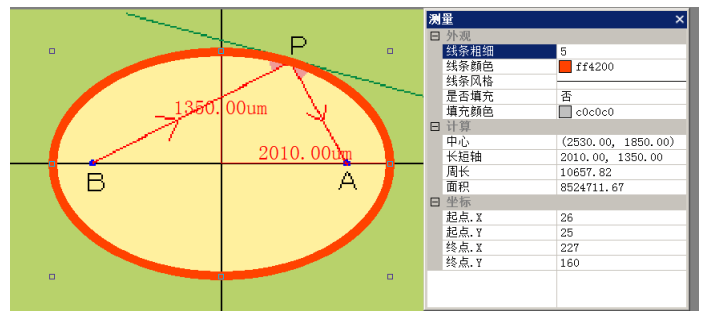 P
1350.00um
2010.00um
B
A
测量
外观
线条粗细 5
线条颜色 ff4200
线条风格
是否填充 否
填充颜色 c0c0c0
计算
中心 (2530.00, 1850.00)
长短轴 2010.00, 1350.00
周长 10657.82
面积 8524711.67
坐标
起点.X 26
起点.Y 25
终点.X 227
终点.Y 160